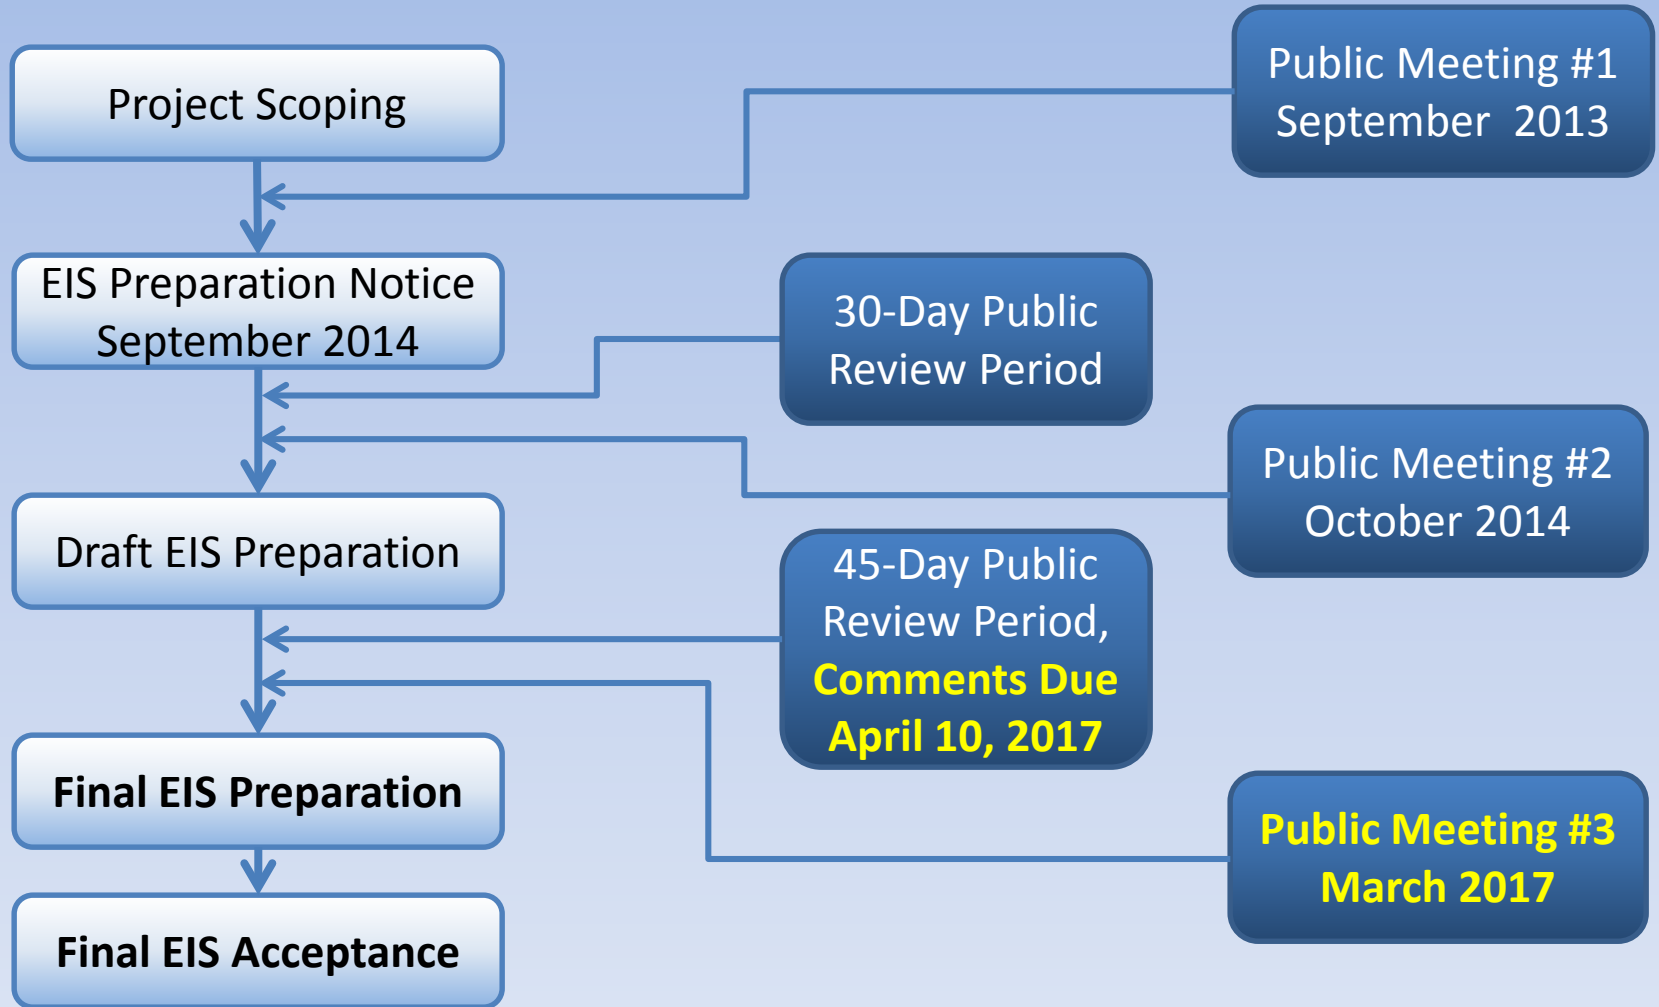 Project Scoping
Public Meeting #1
September 2013
EIS Preparation Notice
September 2014
30-Day Public
Review Period
Public Meeting #2
October 2014
Draft EIS Preparation
45-Day Public
Review Period,
Comments Due
April 10, 2017
Final EIS Preparation
Public Meeting #3
March 2017
Final EIS Acceptance